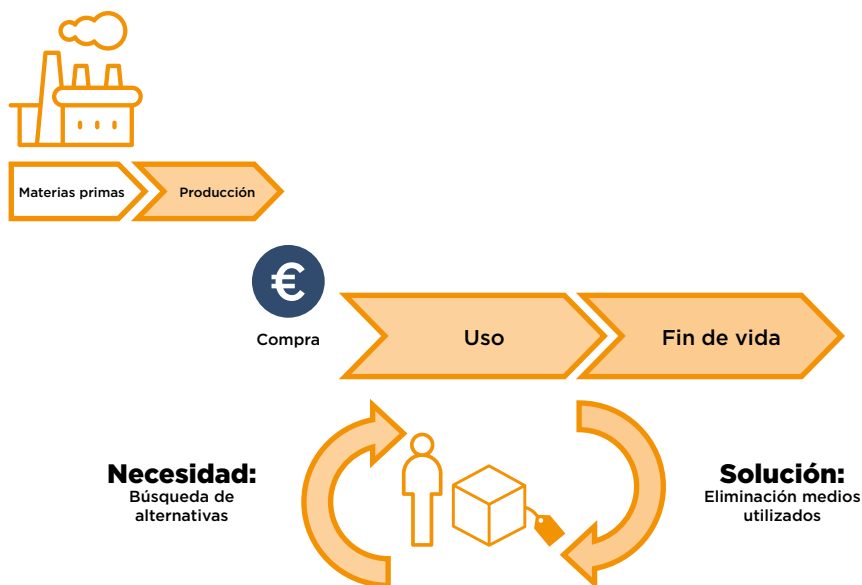 Materias primas
Producción
€
Compra
Uso
Fin de vida
Necesidad:
Búsqueda de
alternativas
Solución:
Eliminación medios
utilizados